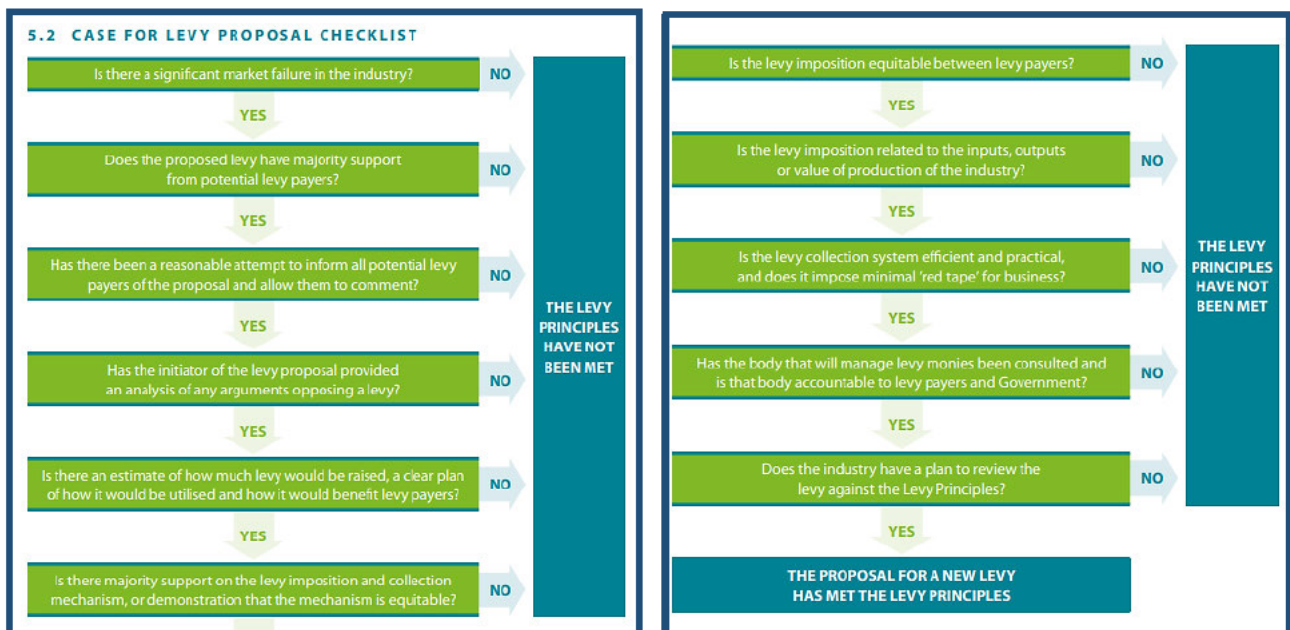 5.2 CASE FOR LEVY PROPOSAL CHECKLIST
Is there a significant market failure in the industry?
NO
YES
Does the proposed levy have majority support
from potential levy payers?
NO
YES
Has there been a reasonable attempt to inform all potential levy
payers of the proposal and allow them to comment?
NO
YES
Has the initiator of the levy proposal provided
an analysis of any arguments opposing a levy?
NO
YES
Is there an estimate of how much levy would be raised, a clear plan
of how it would be utilised and how it would benefit levy payers?
NO
YES
Is there majority support on the levy imposition and collection
mechanism, or demonstration that the mechanism is equitable?
NO
THE LEVY
PRINCIPLES
HAVE NOT
BEEN MET
Is the levy imposition equitable between levy payers?
NO
YES
Is the levy imposition related to the inputs, outputs
or value of production of the industry?
NO
YES
Is the levy collection system efficient and practical,
and does it impose minimal 'red tape' for business?
NO
YES
Has the body that will manage levy monies been consulted and
is that body accountable to levy payers and Government?
NO
YES
Does the industry have a plan to review the
levy against the Levy Principles?
NO
YES
THE LEVY
PRINCIPLES
HAVE NOT
BEEN MET
THE PROPOSAL FOR A NEW LEVY
HAS MET THE LEVY PRINCIPLES